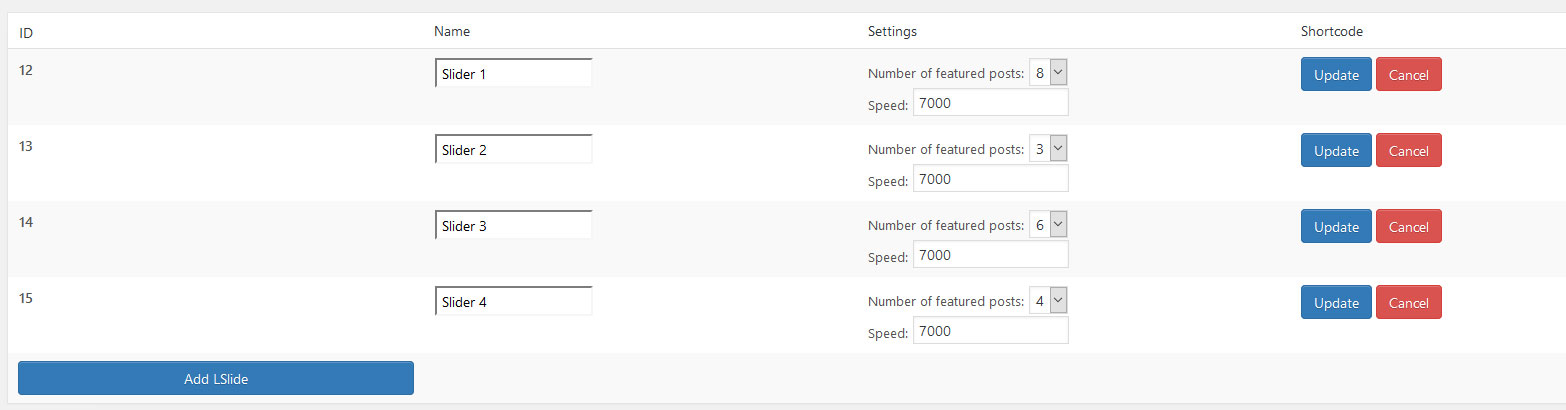 ID Name Settings Shortcode
12 Slider 1 Number of featured posts: 8 Update Cancel
Speed: 7000
13 Slider 2 Number of featured posts: 3 Update Cancel
Speed: 7000
14 Slider 3 Number of featured posts: 6 Update Cancel
Speed: 7000
15 Slider 4 Number of featured posts: 4 Update Cancel
Speed: 7000
Add LSlide